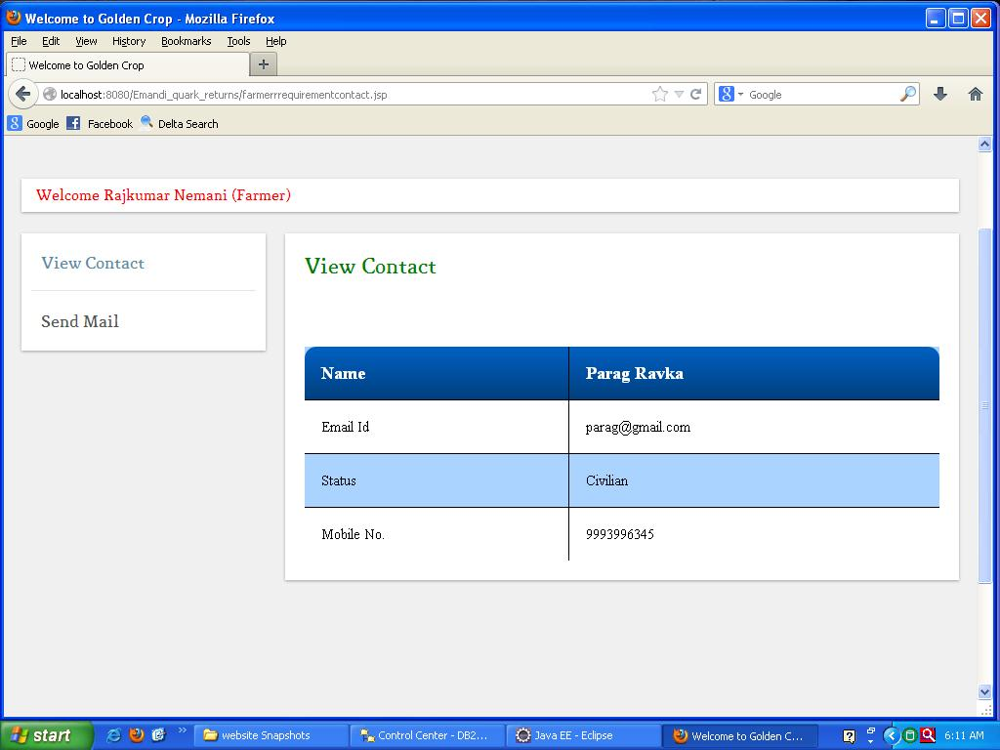 Welcome to Golden Crop - Mozilla Firefox
File Edit View History Bookmarks Tools Help
Welcome to Golden Crop
localhost:8080/Emandi_quark_returns/farmerrrequirementcontact.jsp
Google
Google Facebook Delta Search
Welcome Rajkumar Nemani (Farmer)
View Contact
Send Mail
View Contact
Name Parag Ravka
Email Id parag@gmail.com
Status Civilian
Mobile No. 9993996345
start website Snapshots Control Center - DB2... Java EE - Eclipse Welcome to Golden C... 6:11 AM